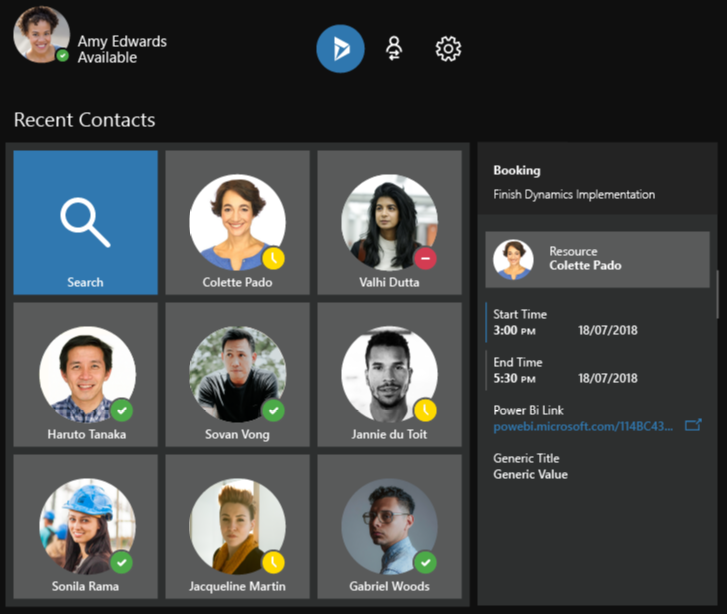 Amy Edwards
Available
Recent Contacts
Search
Colette Pado
Valhi Dutta
Haruto Tanaka
Sovan Vong
Jannie du Toit
Sonila Rama
Jacqueline Martin
Gabriel Woods
Booking
Finish Dynamics Implementation
Resource
Colette Pado
Start Time
3:00 PM 18/07/2018
End Time
5:30 PM 18/07/2018
Power Bi Link
powebi.microsoft.com/114BC43...
Generic Title
Generic Value